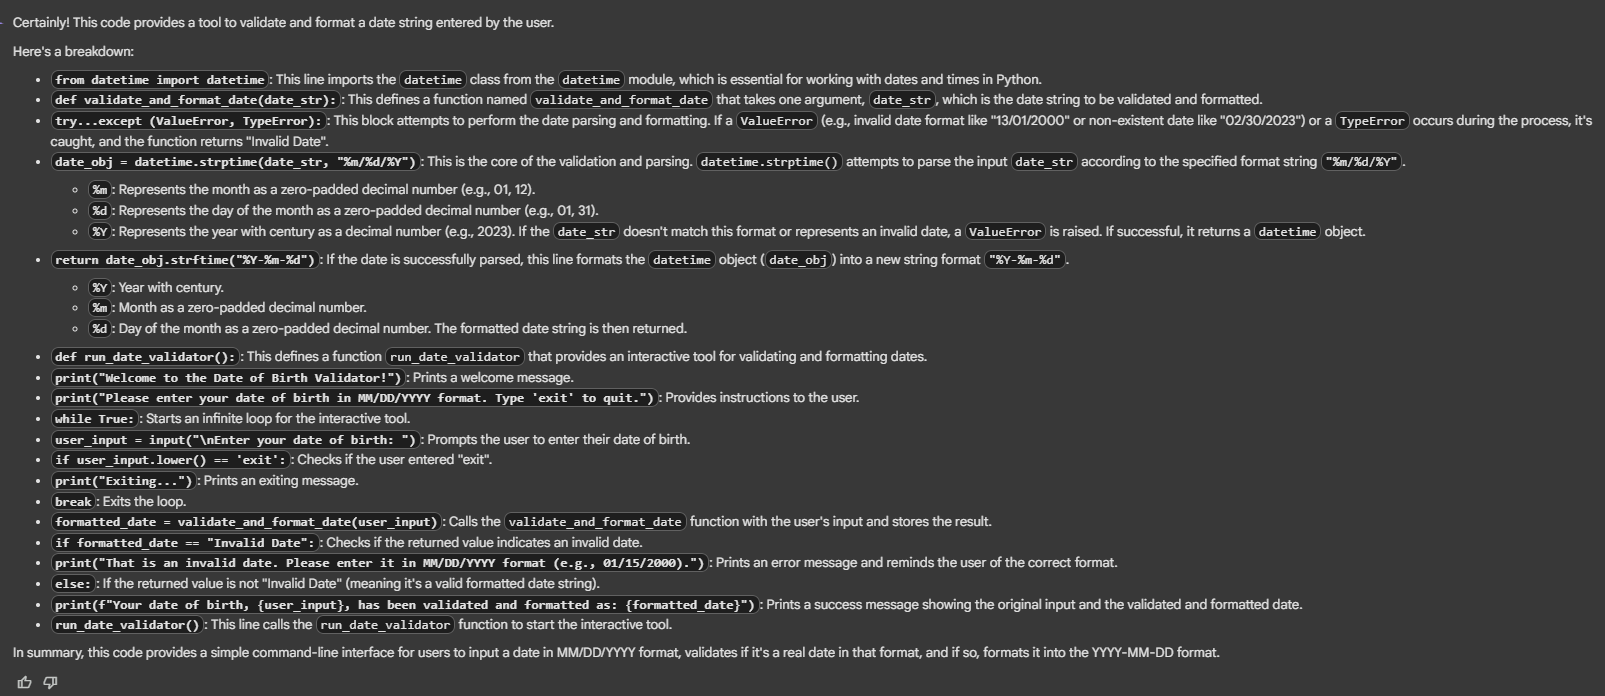 Certainly! This code provides a tool to validate and format a date string entered by the user.
Here's a breakdown:
• from datetime import datetime: This line imports the datetime class from the datetime module, which is essential for working with dates and times in Python.
• def validate_and_format_date(date_str):: This defines a function named validate_and_format_date that takes one argument, date_str, which is the date string to be validated and formatted.
• try...except (ValueError, TypeError):: This block attempts to perform the date parsing and formatting. If a ValueError (e.g., invalid date format like "13/01/2000" or non-existent date like "02/30/2023") or a TypeError occurs during the process, it's
caught, and the function returns "Invalid Date".
• date_obj = datetime.strptime(date_str, "%m/%d/%Y"): This is the core of the validation and parsing. datetime.strptime() attempts to parse the input date_str according to the specified format string "%m/%d/%Y".
◦ %m: Represents the month as a zero-padded decimal number (e.g., 01, 12).
◦ %d: Represents the day of the month as a zero-padded decimal number (e.g., 01, 31).
◦ %Y: Represents the year with century as a decimal number (e.g., 2023). If the date_str doesn't match this format or represents an invalid date, a ValueError is raised. If successful, it returns a datetime object.
• return date_obj.strftime("%Y-%m-%d"): If the date is successfully parsed, this line formats the datetime object (date_obj) into a new string format "%Y-%m-%d".
◦ %Y: Year with century.
◦ %m: Month as a zero-padded decimal number.
◦ %d: Day of the month as a zero-padded decimal number. The formatted date string is then returned.
• def run_date_validator():: This defines a function run_date_validator that provides an interactive tool for validating and formatting dates.
• print("Welcome to the Date of Birth Validator!"): Prints a welcome message.
• print("Please enter your date of birth in MM/DD/YYYY format. Type 'exit' to quit."): Provides instructions to the user.
• while True:: Starts an infinite loop for the interactive tool.
• user_input = input("\nEnter your date of birth: "): Prompts the user to enter their date of birth.
• if user_input.lower() == 'exit':: Checks if the user entered "exit".
• print("Exiting..."): Prints an exiting message.
• break: Exits the loop.
• formatted_date = validate_and_format_date(user_input): Calls the validate_and_format_date function with the user's input and stores the result.
• if formatted_date == "Invalid Date":: Checks if the returned value indicates an invalid date.
• print("That is an invalid date. Please enter it in MM/DD/YYYY format (e.g., 01/15/2000)."): Prints an error message and reminds the user of the correct format.
• else:: If the returned value is not "Invalid Date" (meaning it's a valid formatted date string).
• print(f"Your date of birth, {user_input}, has been validated and formatted as: {formatted_date}"): Prints a success message showing the original input and the validated and formatted date.
• run_date_validator(): This line calls the run_date_validator function to start the interactive tool.
In summary, this code provides a simple command-line interface for users to input a date in MM/DD/YYYY format, validates if it's a real date in that format, and if so, formats it into the YYYY-MM-DD format.